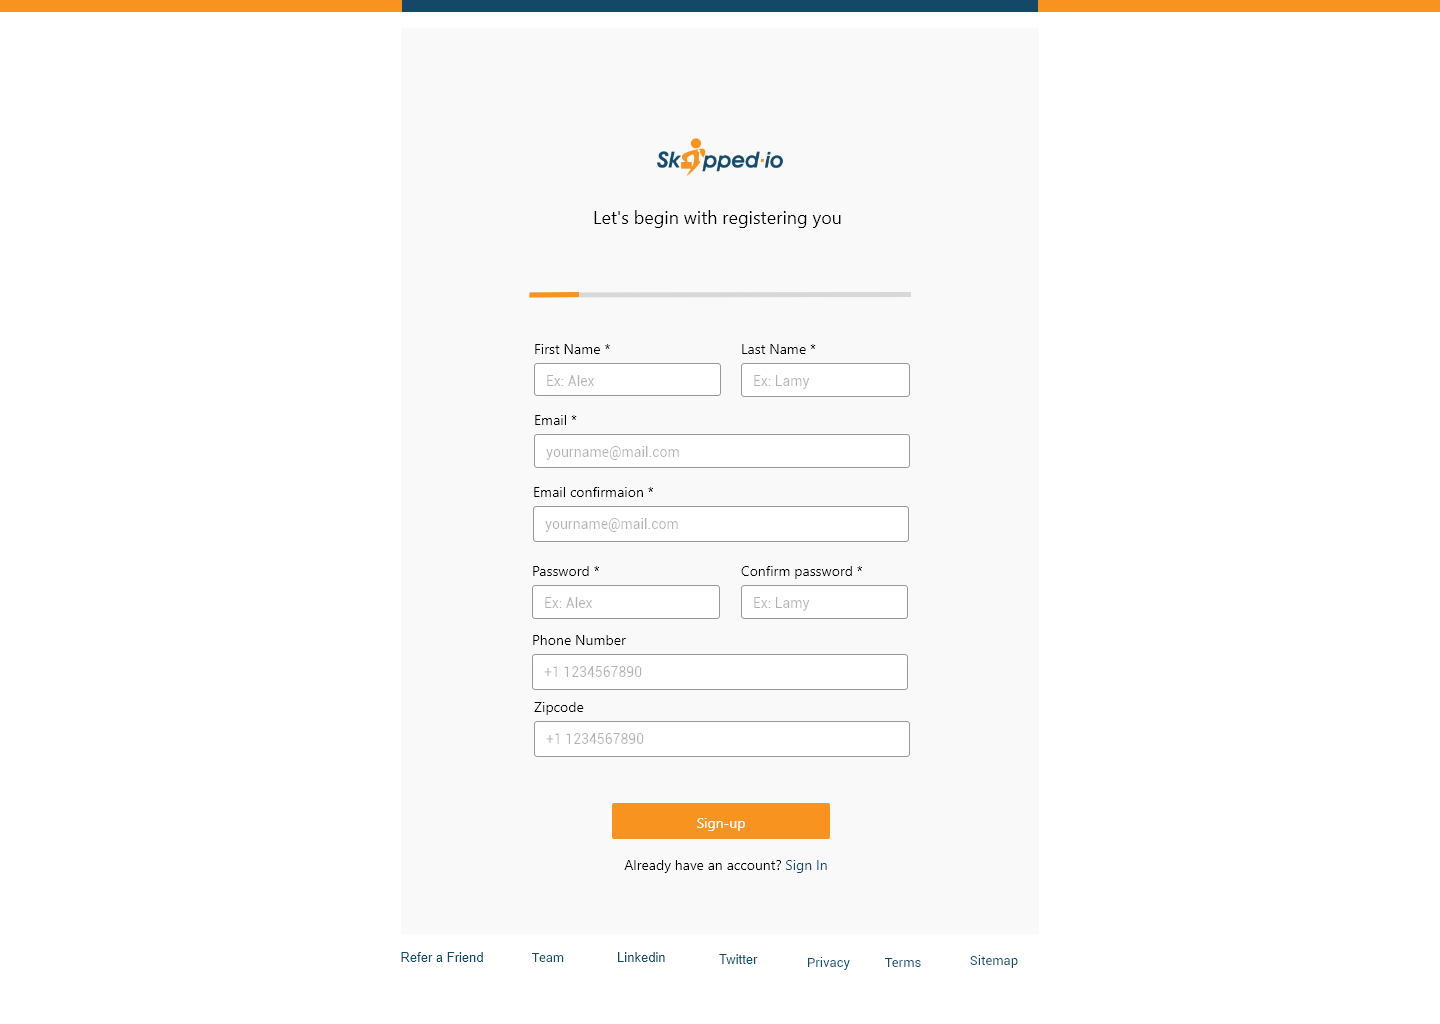 Skipped·io
Let's begin with registering you
First Name * Last Name *
Ex: Alex Ex: Lamy
Email *
yourname@mail.com
Email confirmaion *
yourname@mail.com
Password * Confirm password *
Ex: Alex Ex: Lamy
Phone Number
+1 1234567890
Zipcode
+1 1234567890
Sign-up
Already have an account? Sign In
Refer a Friend Team Linkedin Twitter Privacy Terms Sitemap